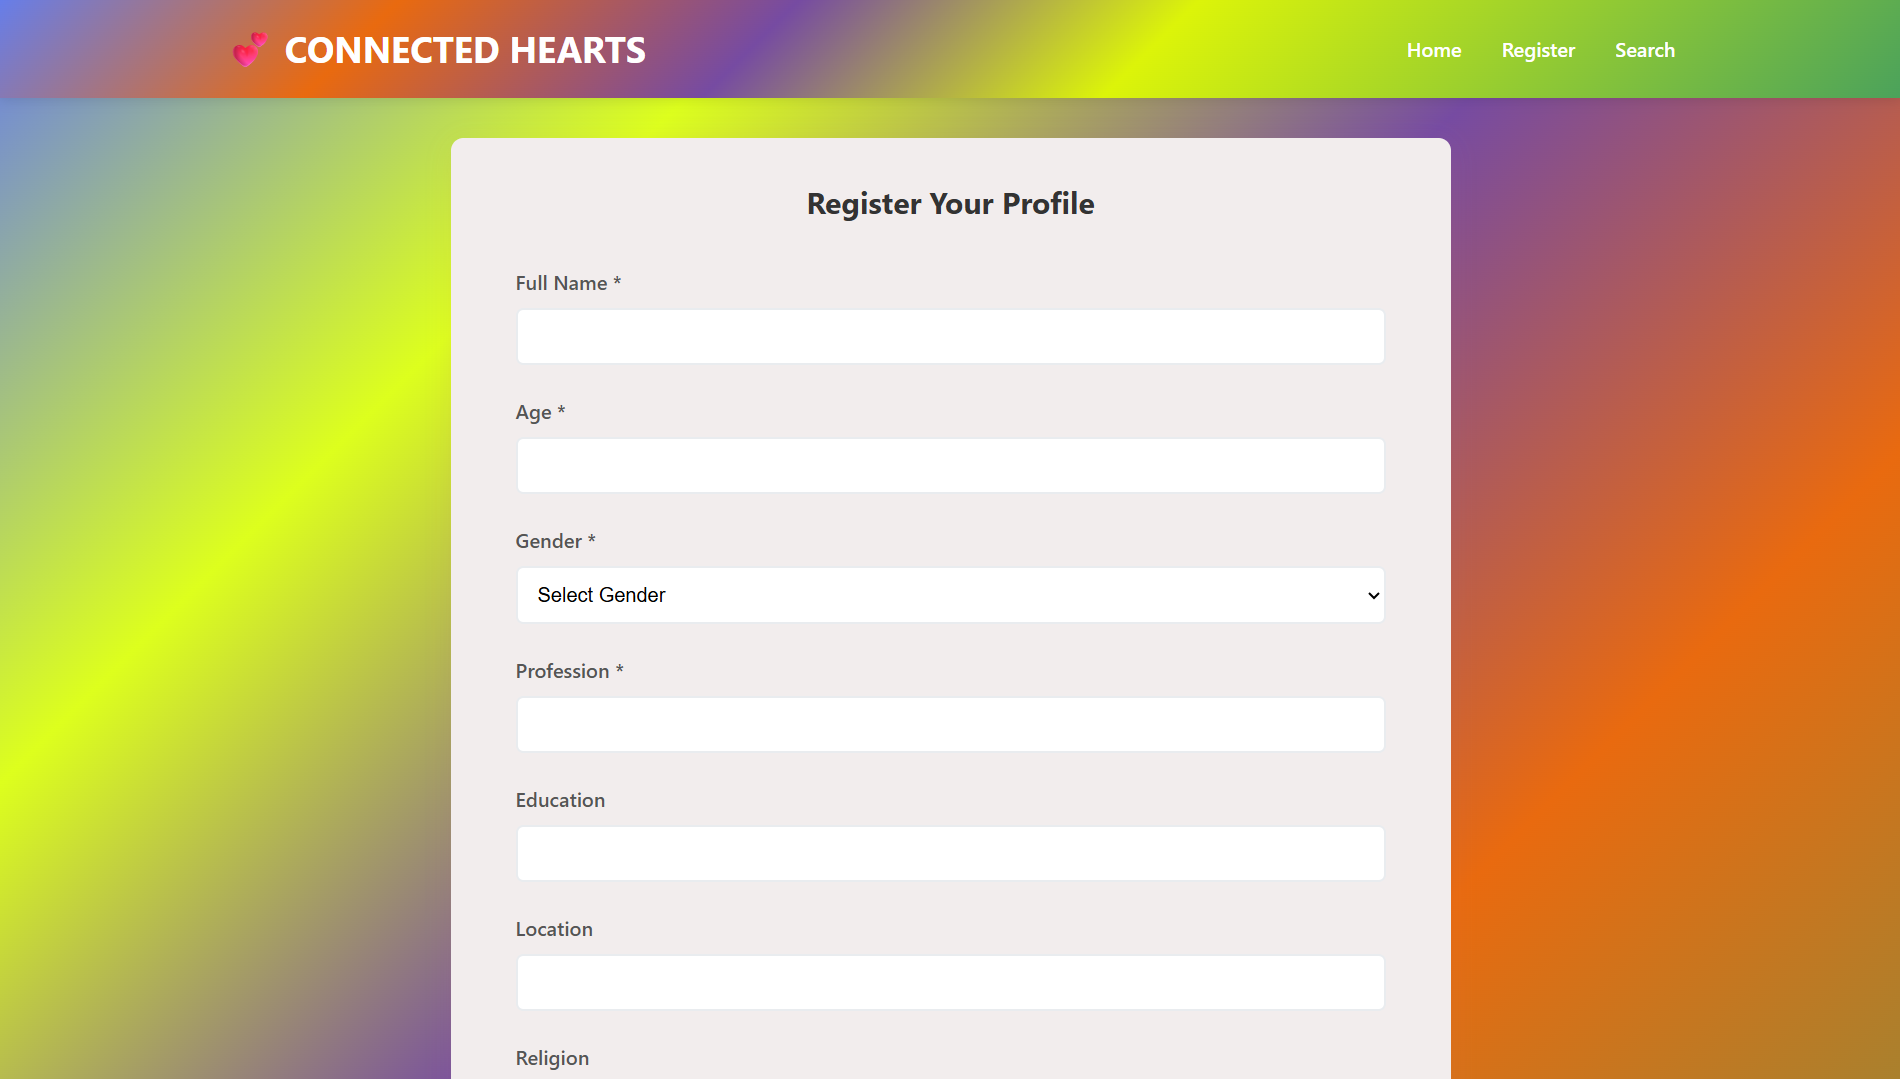 💕 CONNECTED HEARTS
Home Register Search
Register Your Profile
Full Name *
Age *
Gender *
Select Gender
Profession *
Education
Location
Religion